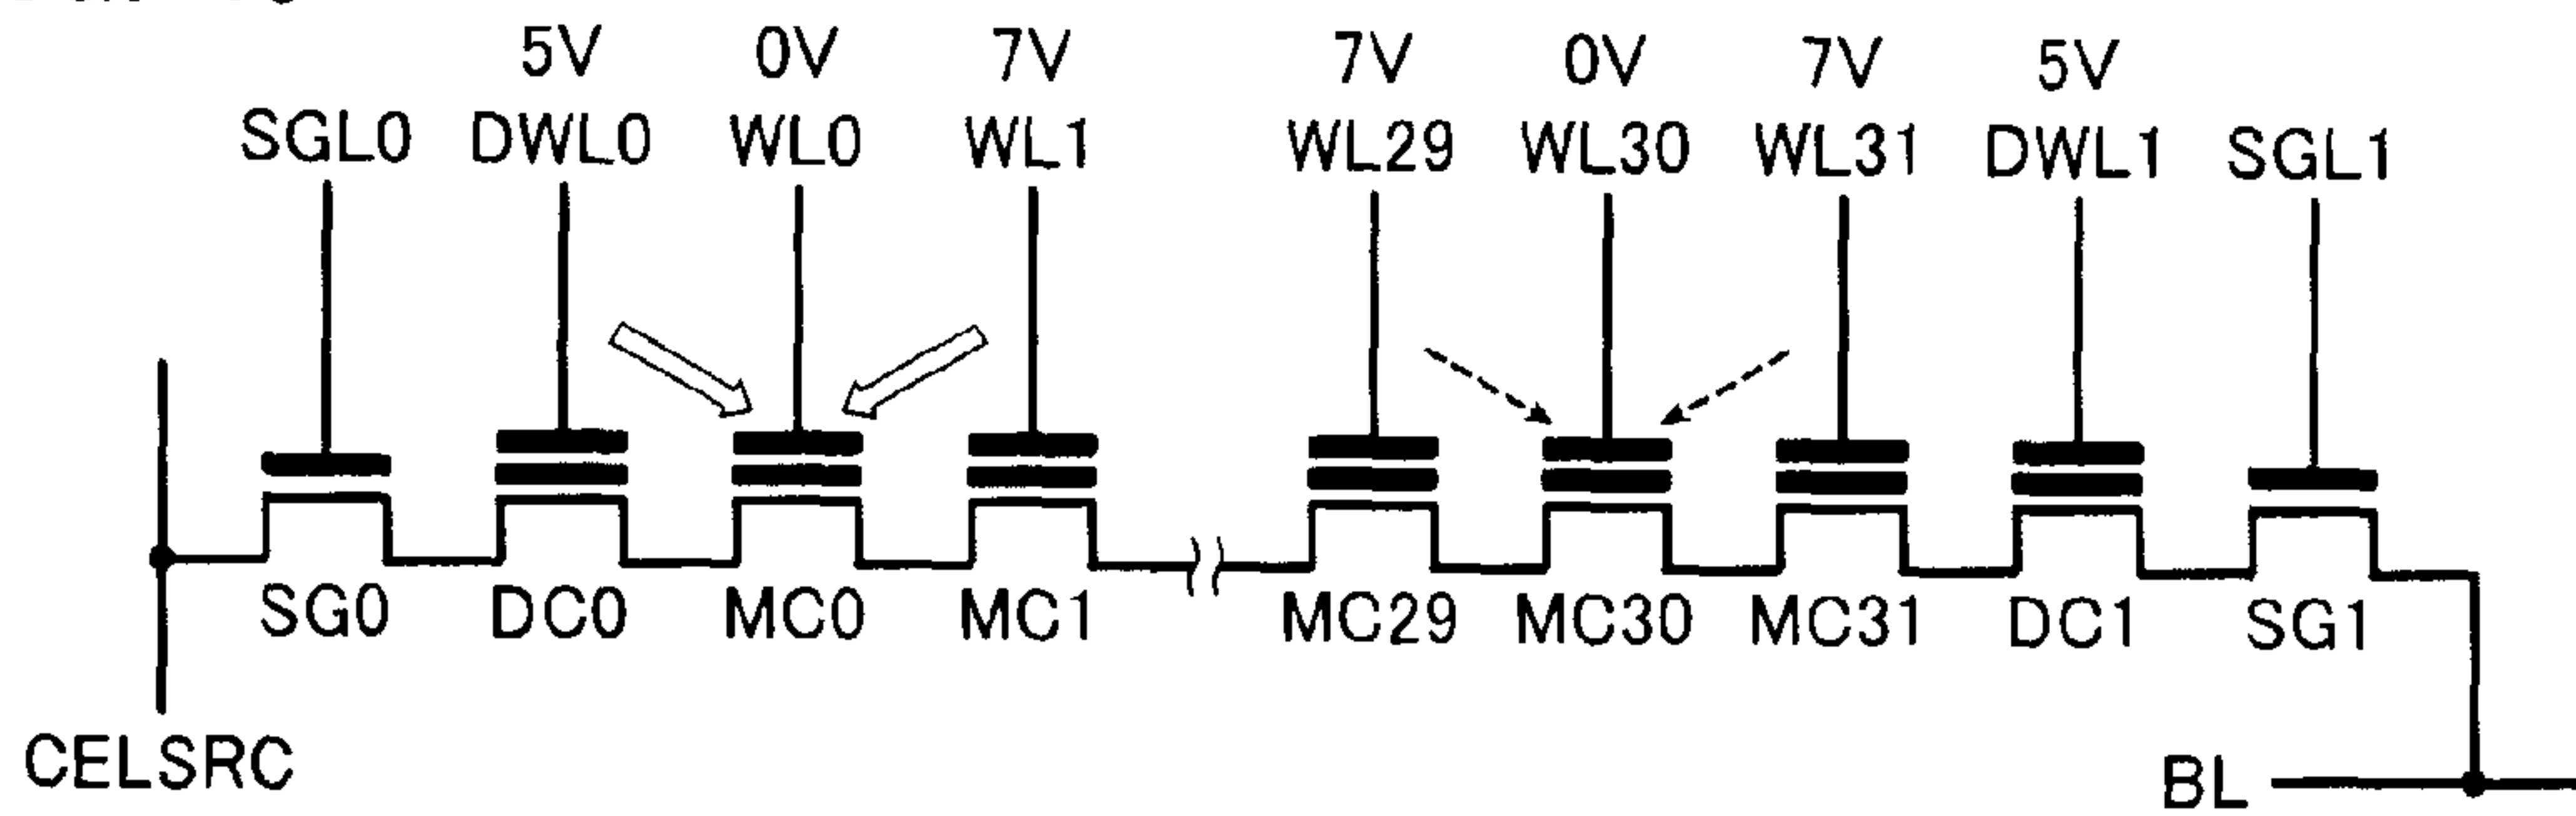 5V 0V 7V 7V 0V 7V 5V
SGL0 DWL0 WL0 WL1 WL29 WL30 WL31 DWL1 SGL1
SG0 DC0 MC0 MC1 MC29 MC30 MC31 DC1 SG1
CELSRC
BL